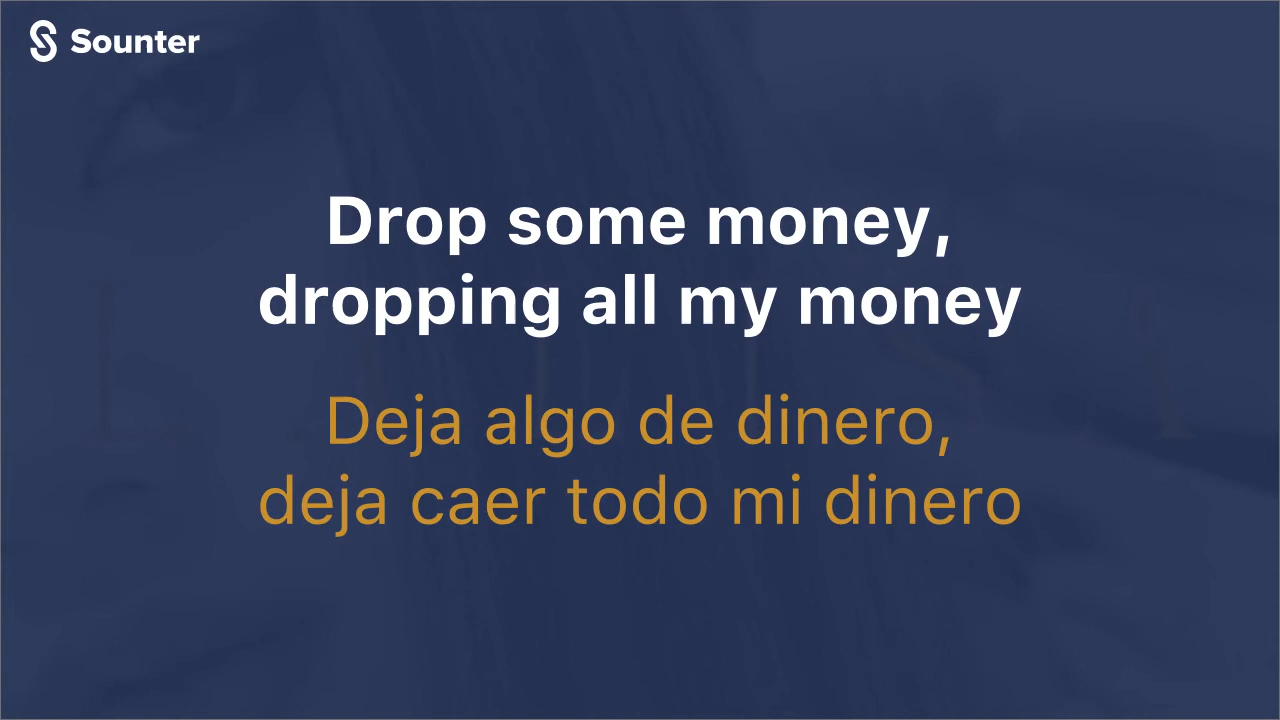 Sounter
Drop some money,
dropping all my money
Deja algo de dinero,
deja caer todo mi dinero